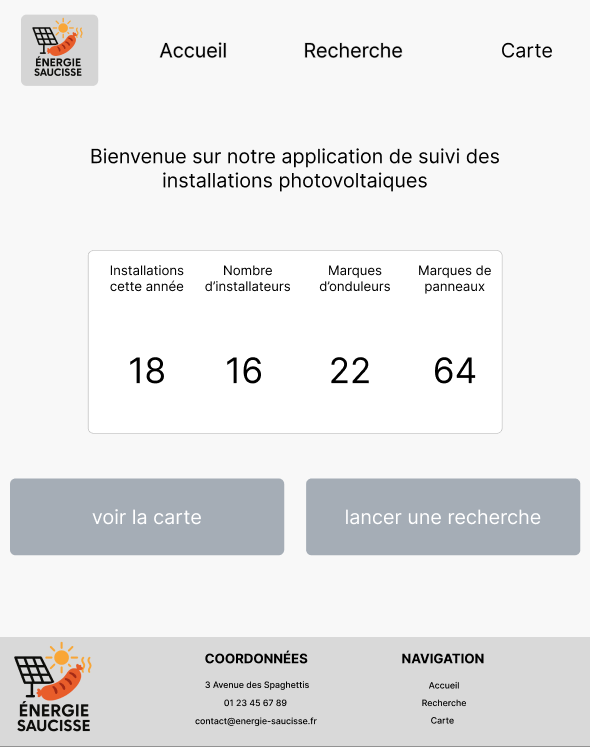 ÉNERGIE
SAUCISSE
Accueil
Recherche
Carte
Bienvenue sur notre application de suivi des
installations photovoltaiques
Installations
cette année
Nombre
d’installateurs
Marques
d’onduleurs
Marques de
panneaux
18
16
22
64
voir la carte
lancer une recherche
ÉNERGIE
SAUCISSE
COORDONNÉES
3 Avenue des Spaghettis
01 23 45 67 89
contact@energie-saucisse.fr
NAVIGATION
Accueil
Recherche
Carte